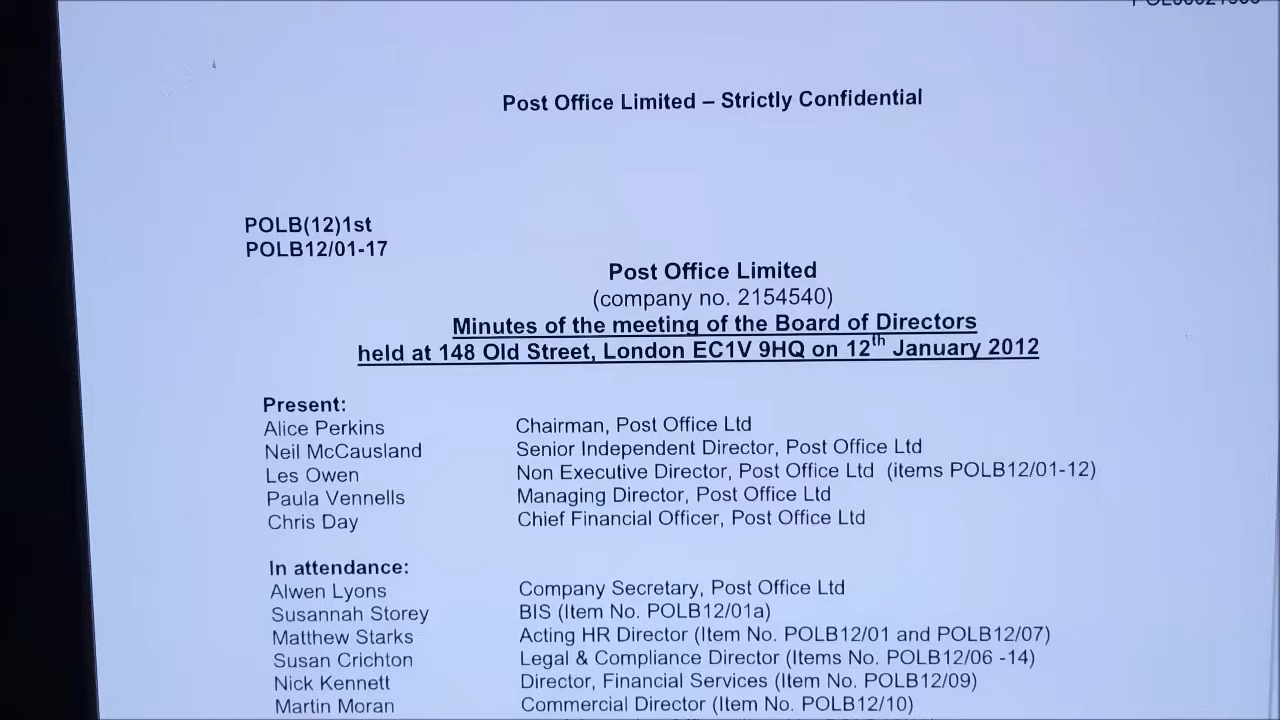 Post Office Limited – Strictly Confidential
POLB(12)1st
POLB12/01-17
Post Office Limited
(company no. 2154540)
Minutes of the meeting of the Board of Directors
held at 148 Old Street, London EC1V 9HQ on 12th January 2012
Present:
Alice Perkins Chairman, Post Office Ltd
Neil McCausland Senior Independent Director, Post Office Ltd
Les Owen Non Executive Director, Post Office Ltd (items POLB12/01-12)
Paula Vennells Managing Director, Post Office Ltd
Chris Day Chief Financial Officer, Post Office Ltd
In attendance:
Alwen Lyons Company Secretary, Post Office Ltd
Susannah Storey BIS (Item No. POLB12/01a)
Matthew Starks Acting HR Director (Item No. POLB12/01 and POLB12/07)
Susan Crichton Legal & Compliance Director (Items No. POLB12/06 -14)
Nick Kennett Director, Financial Services (Item No. POLB12/09)
Martin Moran Commercial Director (Item No. POLB12/10)